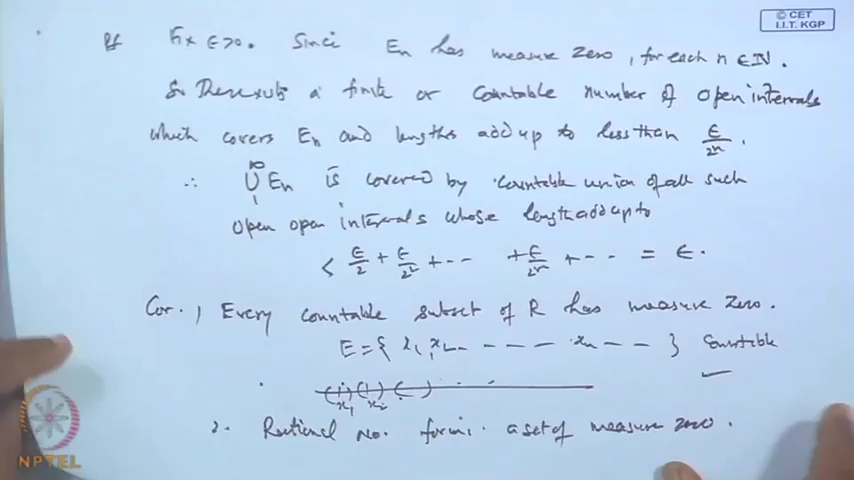 © CET
I.I.T. KGP
Pf Fix ∈>0. Since En has measure zero, for each n ∈ N.
So There exists a finite or countable number of open intervals
which covers En and lengths add up to less than ∈/2ⁿ.
∴ ∞∪1 En is covered by countable union of all such
open open intervals whose length add up to
< ∈/2 + ∈/2² + -- +∈/2ⁿ + -- = ∈.
Cor. 1 Every countable subset of R has measure zero.
E = { x1, x2 - - - - - xn - - } Countable
x1 x2
2. Rational no. forms a set of measure zero.
NPTEL